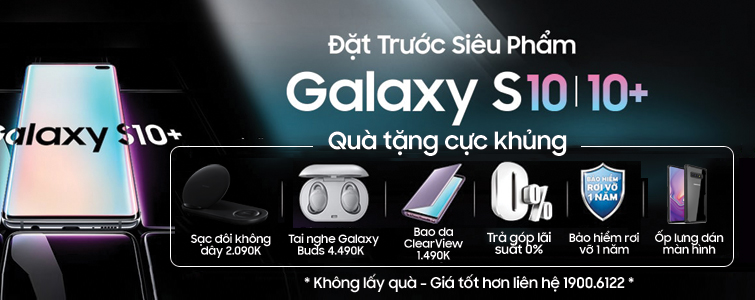 Đặt Trước Siêu Phẩm
Galaxy S10 | 10+
Galaxy S10+
Quà tặng cực khủng
0%
BẢO HIỂM
RƠI VỠ
1 NĂM
Sạc đôi không
dây 2.090K
Tai nghe Galaxy
Buds 4.490K
Bao da
ClearView
1.490K
Trả góp lãi
suất 0%
Bảo hiểm rơi
vỡ 1 năm
Ốp lưng dán
màn hình
* Không lấy quà - Giá tốt hơn liên hệ 1900.6122 *